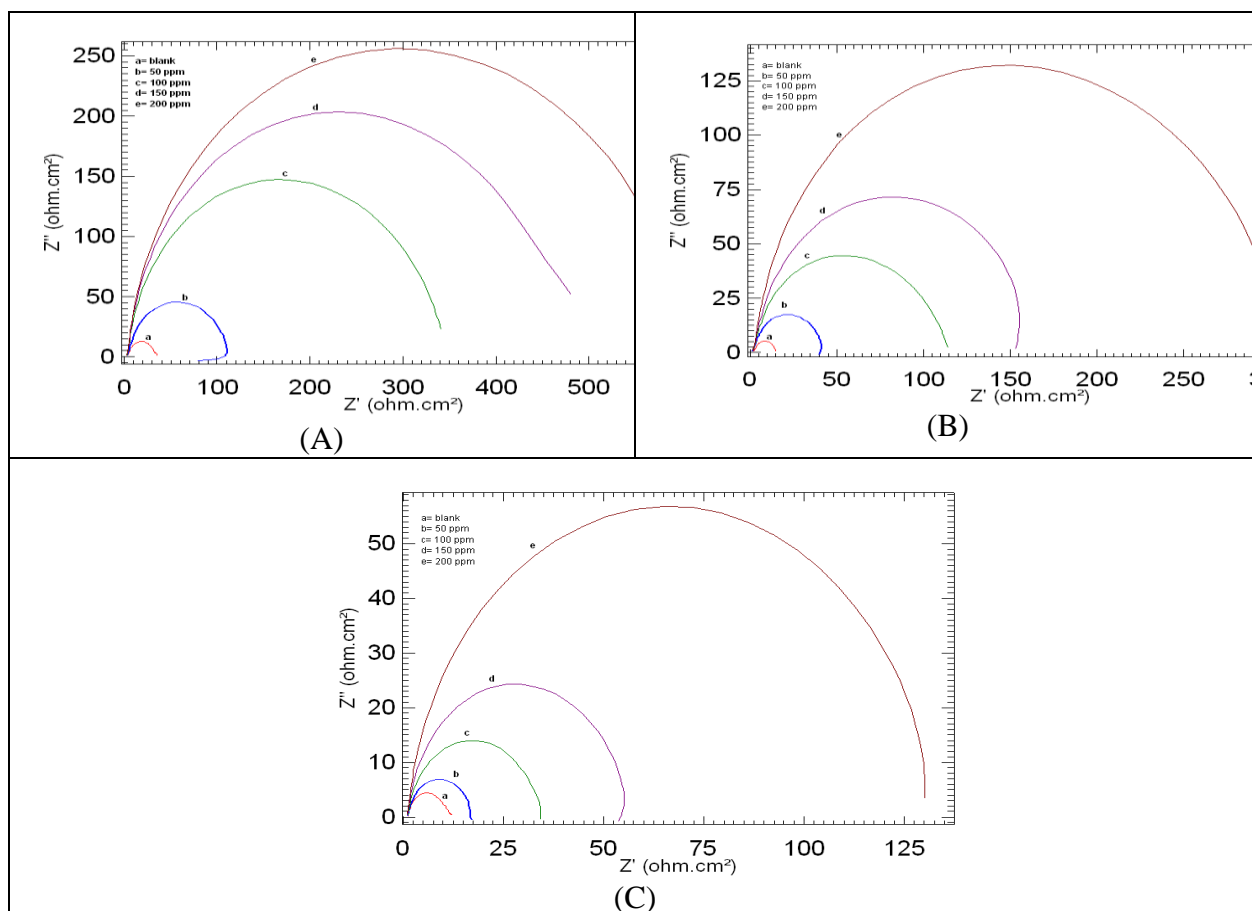 250
200
150
100
50
0
Z'' (ohm.cm²)
a= blank
b= 50 ppm
c= 100 ppm
d= 150 ppm
e= 200 ppm
e
d
c
b
a
0 100 200 300 400 500
Z' (ohm.cm²)
(A)
125
100
75
50
25
0
Z'' (ohm.cm²)
a= blank
b= 50 ppm
c= 100 ppm
d= 150 ppm
e= 200 ppm
e
d
c
b
a
0 50 100 150 200 250
Z' (ohm.cm²)
(B)
50
40
30
20
10
0
Z'' (ohm.cm²)
a= blank
b= 50 ppm
c= 100 ppm
d= 150 ppm
e= 200 ppm
e
d
c
b
a
0 25 50 75 100 125
Z' (ohm.cm²)
(C)